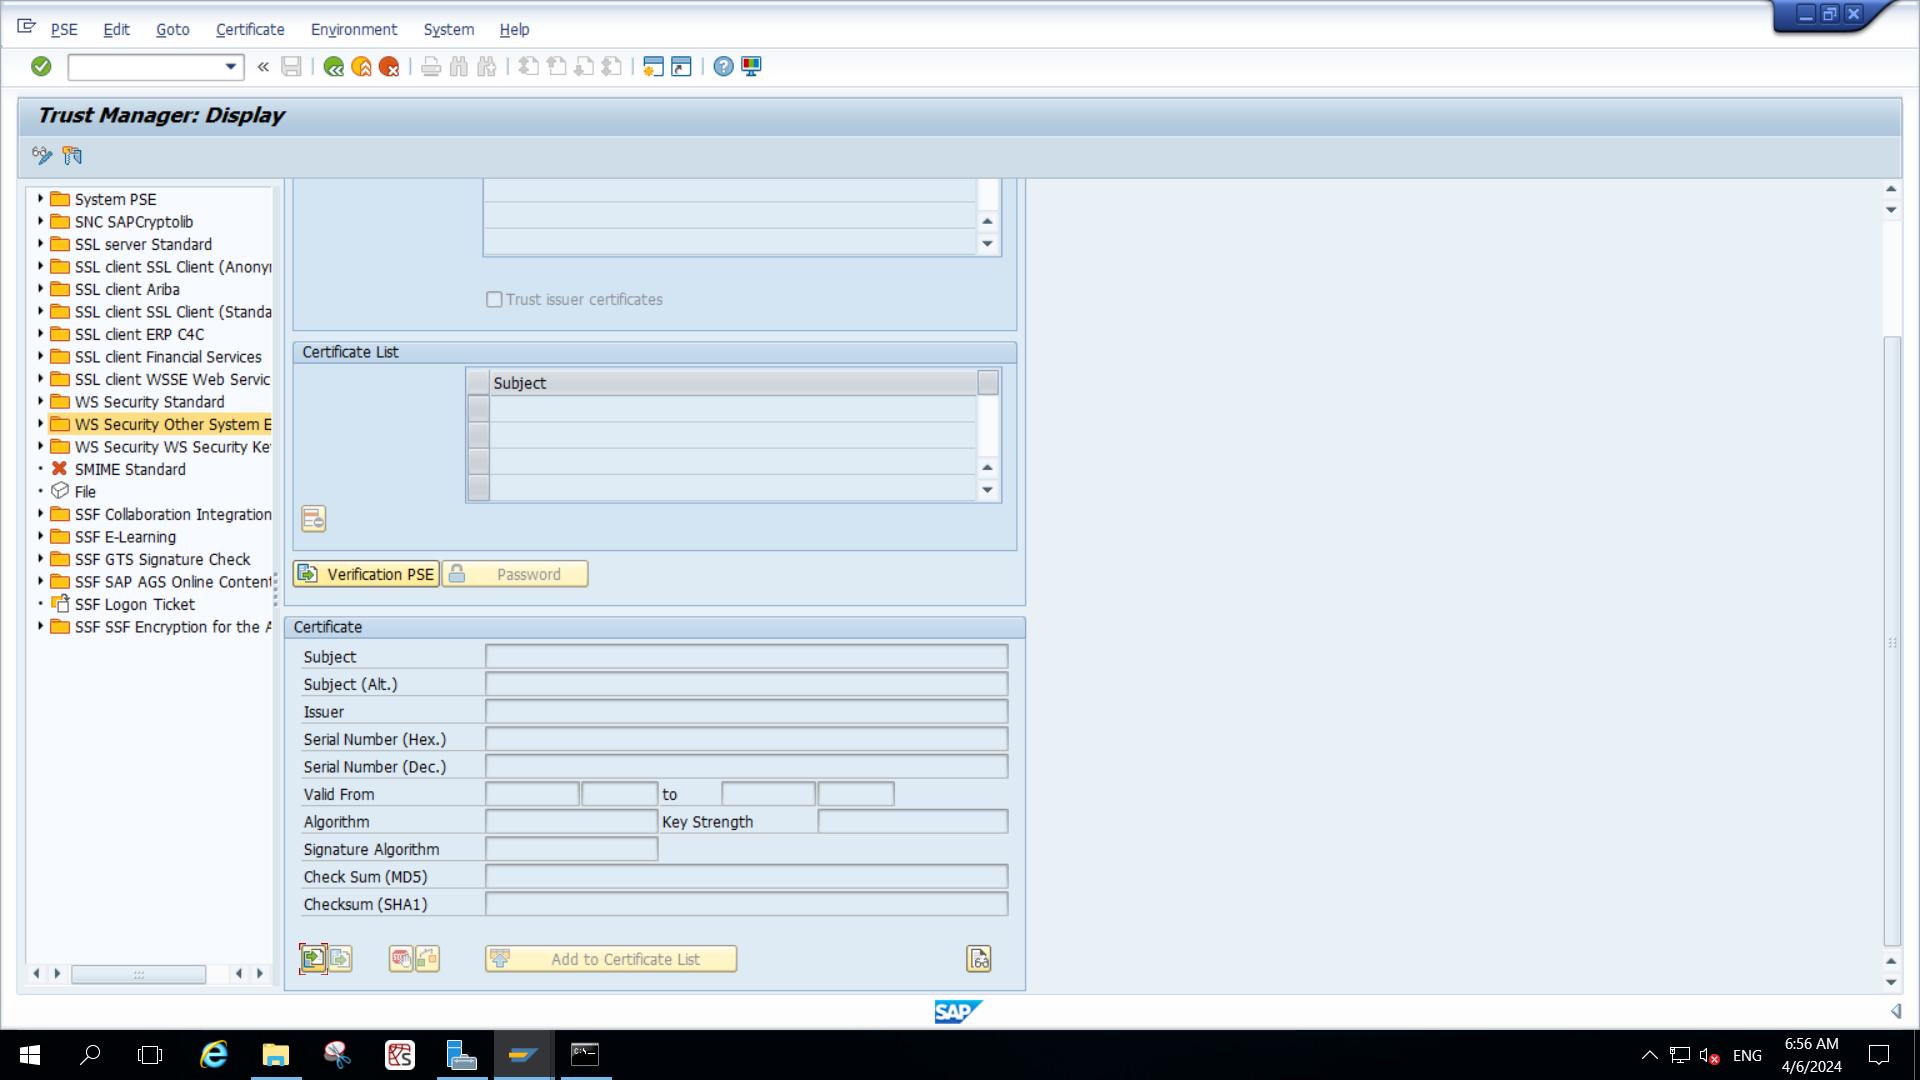 PSE Edit Goto Certificate Environment System Help
Trust Manager: Display
System PSE
SNC SAPCryptolib
SSL server Standard
SSL client SSL Client (Anony
SSL client Ariba
SSL client SSL Client (Standa
SSL client ERP C4C
SSL client Financial Services
SSL client WSSE Web Servic
WS Security Standard
WS Security Other System E
WS Security WS Security Ke
SMIME Standard
File
SSF Collaboration Integration
SSF E-Learning
SSF GTS Signature Check
SSF SAP AGS Online Content
SSF Logon Ticket
SSF SSF Encryption for the A
Trust issuer certificates
Certificate List
Subject
Verification PSE Password
Certificate
Subject
Subject (Alt.)
Issuer
Serial Number (Hex.)
Serial Number (Dec.)
Valid From to
Algorithm Key Strength
Signature Algorithm
Check Sum (MD5)
Checksum (SHA1)
Add to Certificate List
SAP
ENG
6:56 AM
4/6/2024